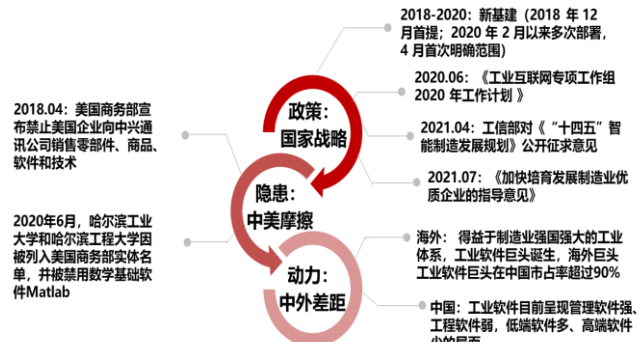 2018-2020：新基建（2018 年 12
月首提；2020 年 2 月以来多次部署，
4 月首次明确范围）
2020.06：《工业互联网专项工作组
2020 年工作计划 》
2021.04：工信部对《 “十四五”智
能制造发展规划》公开征求意见
2021.07：《加快培育发展制造业优
质企业的指导意见》
政策：
国家战略
2018.04：美国商务部宣
布禁止美国企业向中兴通
讯公司销售零部件、商品、
软件和技术
隐患：
中美摩擦
2020年6月，哈尔滨工业
大学和哈尔滨工程大学因
被列入美国商务部实体名
单，并被禁用数学基础软
件Matlab
动力：
中外差距
海外： 得益于制造业强国强大的工业
体系，工业软件巨头诞生，海外巨头
工业软件巨头在中国市占率超过90%
中国：工业软件目前呈现管理软件强、
工程软件弱，低端软件多、高端软件
少的局面